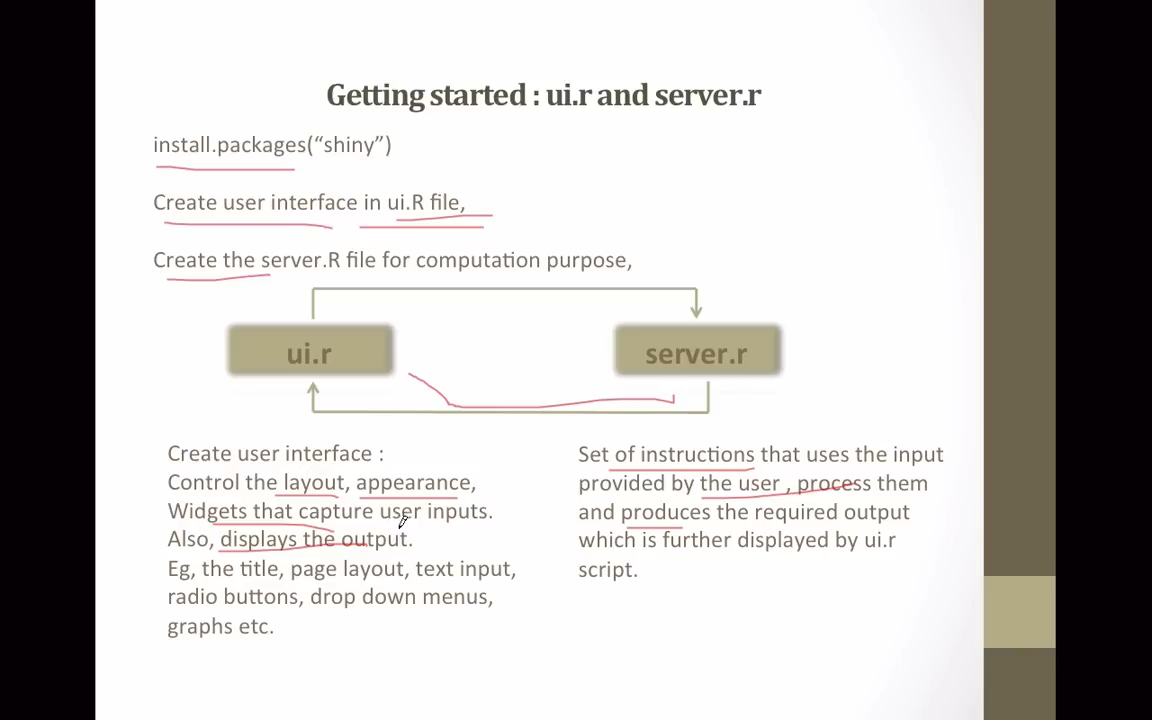 Getting started : ui.r and server.r
install.packages(“shiny”)
Create user interface in ui.R file,
Create the server.R file for computation purpose,
ui.r
server.r
Create user interface :
Control the layout, appearance,
Widgets that capture user inputs.
Also, displays the output.
Eg, the title, page layout, text input,
radio buttons, drop down menus,
graphs etc.
Set of instructions that uses the input
provided by the user , process them
and produces the required output
which is further displayed by ui.r
script.